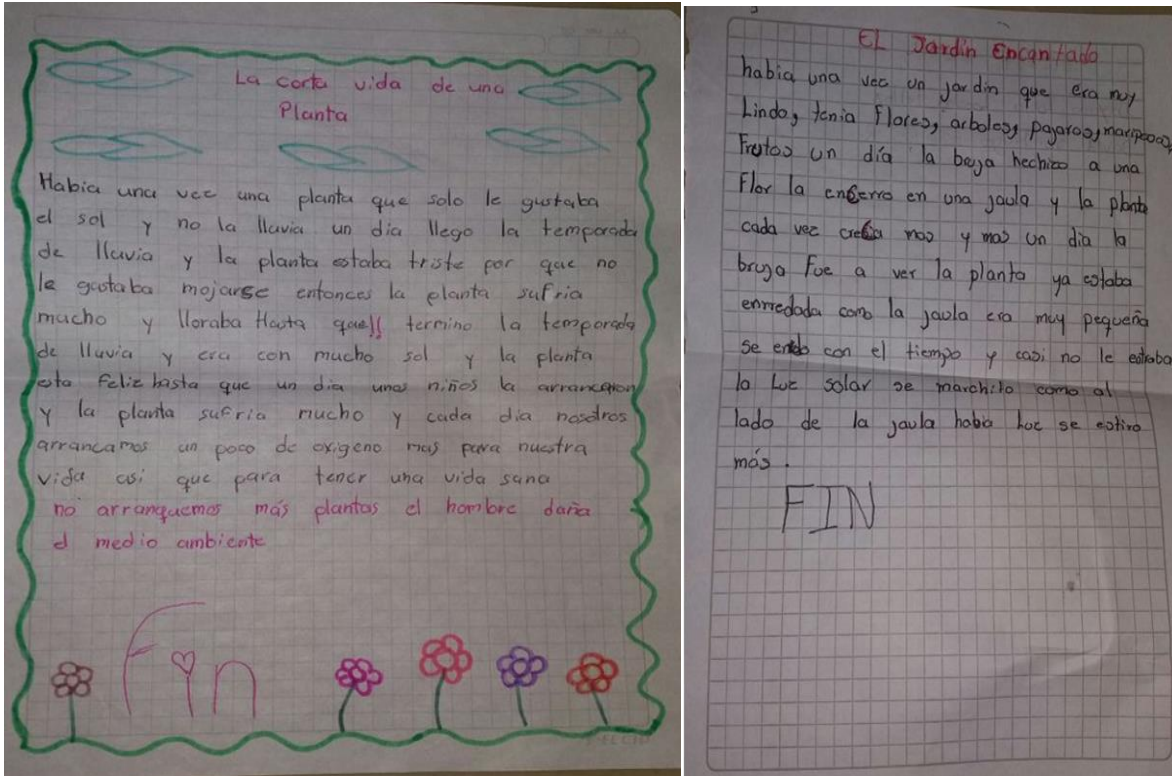 La corta vida de una
Planta
Habia una vez una planta que solo le gustaba
el sol y no la lluvia un dia llego la temporada
de lluvia y la planta estaba triste por que no
le gustaba mojarse entonces la planta sufria
mucho y lloraba Hasta que termino la temporada
de lluvia y era con mucho sol y la planta
esta feliz hasta que un dia unos niños la arrancaron
y la planta sufria mucho y cada dia nosotros
arrancamos un poco de oxigeno mas para nuestra
vida asi que para tener una vida sana
no arranquemos más plantas el hombre daña
el medio ambiente
Fin
EL Jardin Encantado
habia una vez un jardin que era muy
Lindo, tenia Flores, arboles, pajaros, mariposas,
Frutos un día la bruja hechizo a una
Flor la encerro en una jaula y la planta
cada vez crecia mas y mas un dia la
bruja Fue a ver la planta ya estaba
enrredada como la jaula era muy pequeña
se con el tiempo y casi no le entraba
la Luz solar se marchito como al
lado de la jaula habia Luz se estiro
más.
FIN